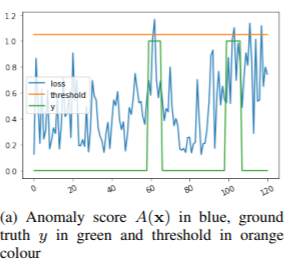 1.2
1.0
0.8
0.6
0.4
0.2
0.0
loss
threshold
y
0 20 40 60 80 100 120
(a) Anomaly score A(x) in blue, ground
truth y in green and threshold in orange
colour